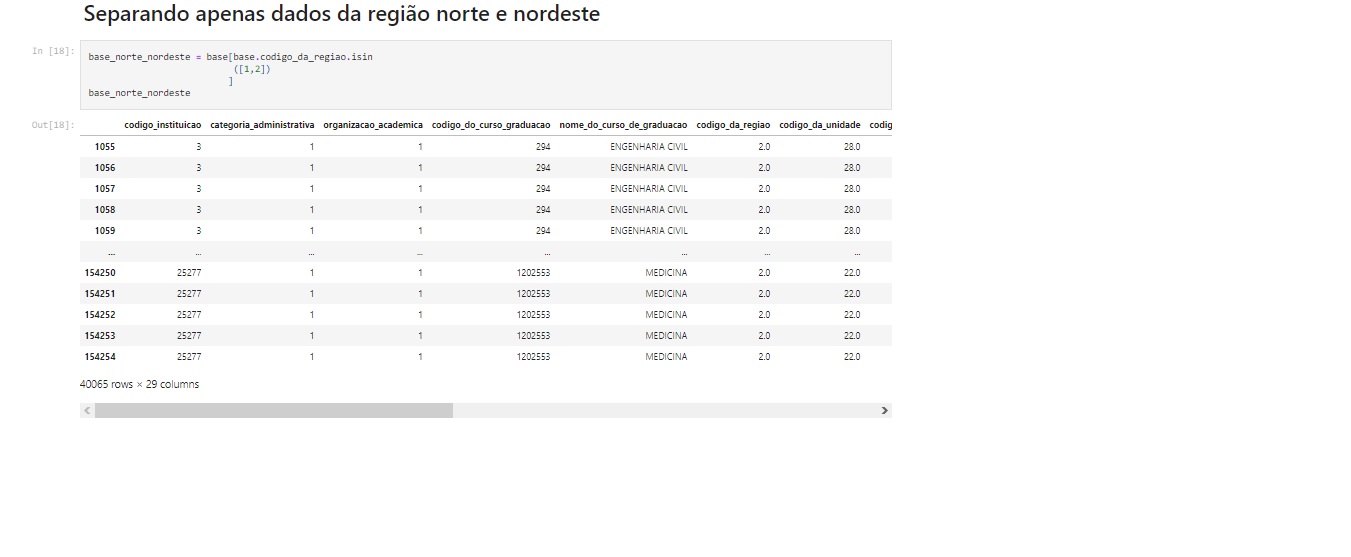 Separando apenas dados da região norte e nordeste
In [18]: base_norte_nordeste = base[base.codigo_da_regiao.isin
([1,2])
]
base_norte_nordeste
Out[18]:
codigo_instituicao categoria_administrativa organizacao_academica codigo_do_curso_graduacao nome_do_curso_de_graduacao codigo_da_regiao codigo_da_unidade codig
1055 3 1 1 294 ENGENHARIA CIVIL 2.0 28.0
1056 3 1 1 294 ENGENHARIA CIVIL 2.0 28.0
1057 3 1 1 294 ENGENHARIA CIVIL 2.0 28.0
1058 3 1 1 294 ENGENHARIA CIVIL 2.0 28.0
1059 3 1 1 294 ENGENHARIA CIVIL 2.0 28.0
... ... ... ... ... ... ... ...
154250 25277 1 1 1202553 MEDICINA 2.0 22.0
154251 25277 1 1 1202553 MEDICINA 2.0 22.0
154252 25277 1 1 1202553 MEDICINA 2.0 22.0
154253 25277 1 1 1202553 MEDICINA 2.0 22.0
154254 25277 1 1 1202553 MEDICINA 2.0 22.0
40065 rows × 29 columns